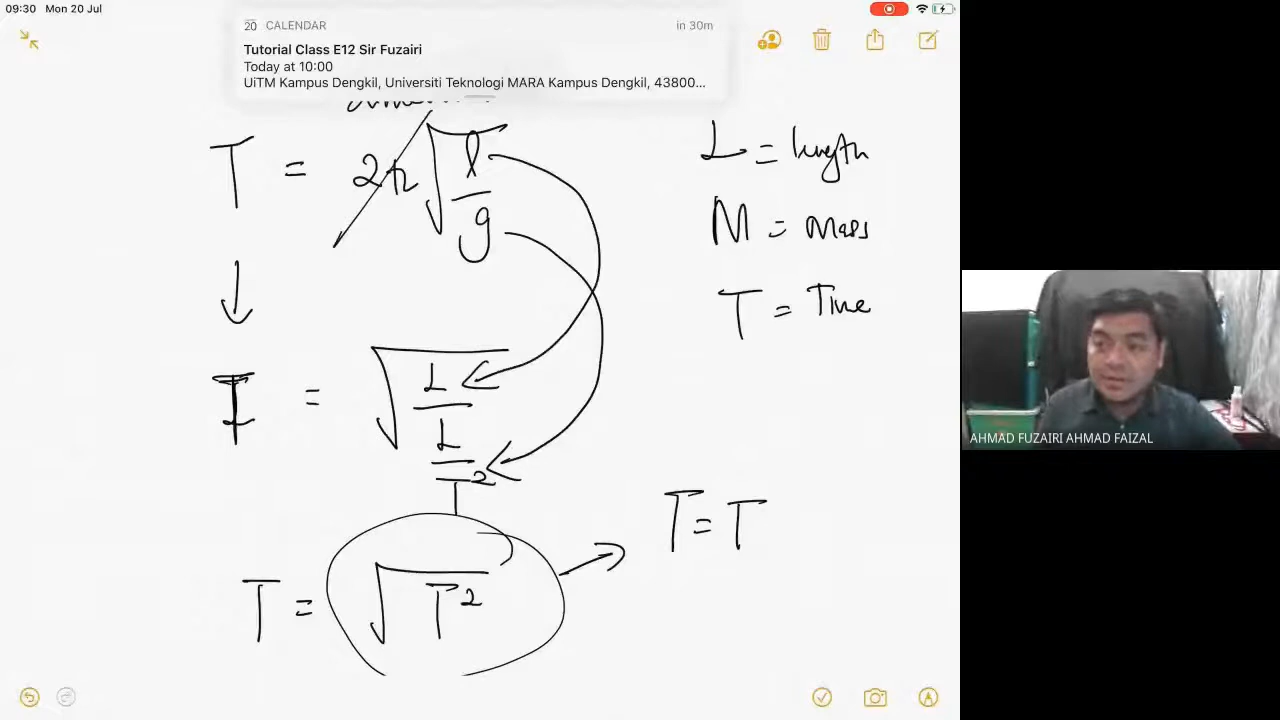 09:30 Mon 20 Jul
20 CALENDAR in 30m
Tutorial Class E12 Sir Fuzairi
Today at 10:00
UiTM Kampus Dengkil, Universiti Teknologi MARA Kampus Dengkil, 43800...
T = 2π√(l/g)
L = length
M = Mass
T = Time
T = √(L/(L/T²))
T = T
T = √T²
AHMAD FUZAIRI AHMAD FAIZAL